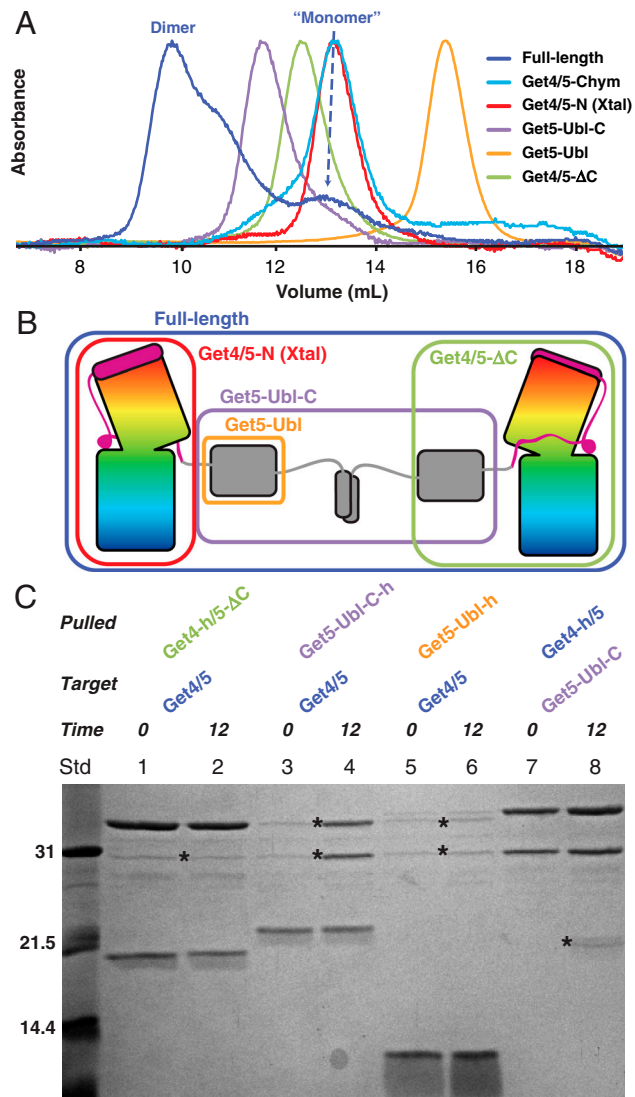 A
Dimer
“Monomer”
Absorbance
Full-length
Get4/5-Chym
Get4/5-N (Xtal)
Get5-Ubl-C
Get5-Ubl
Get4/5-ΔC
8 10 12 14 16 18
Volume (mL)
B
Full-length
Get4/5-N (Xtal)
Get4/5-ΔC
Get5-Ubl-C
Get5-Ubl
C
Pulled Get4-h/5-ΔC Get5-Ubl-C-h Get5-Ubl-h Get4-h/5
Target Get4/5 Get4/5 Get4/5 Get5-Ubl-C
Time 0 12 0 12 0 12 0 12
Std 1 2 3 4 5 6 7 8
* *
31 * * *
21.5 *
14.4